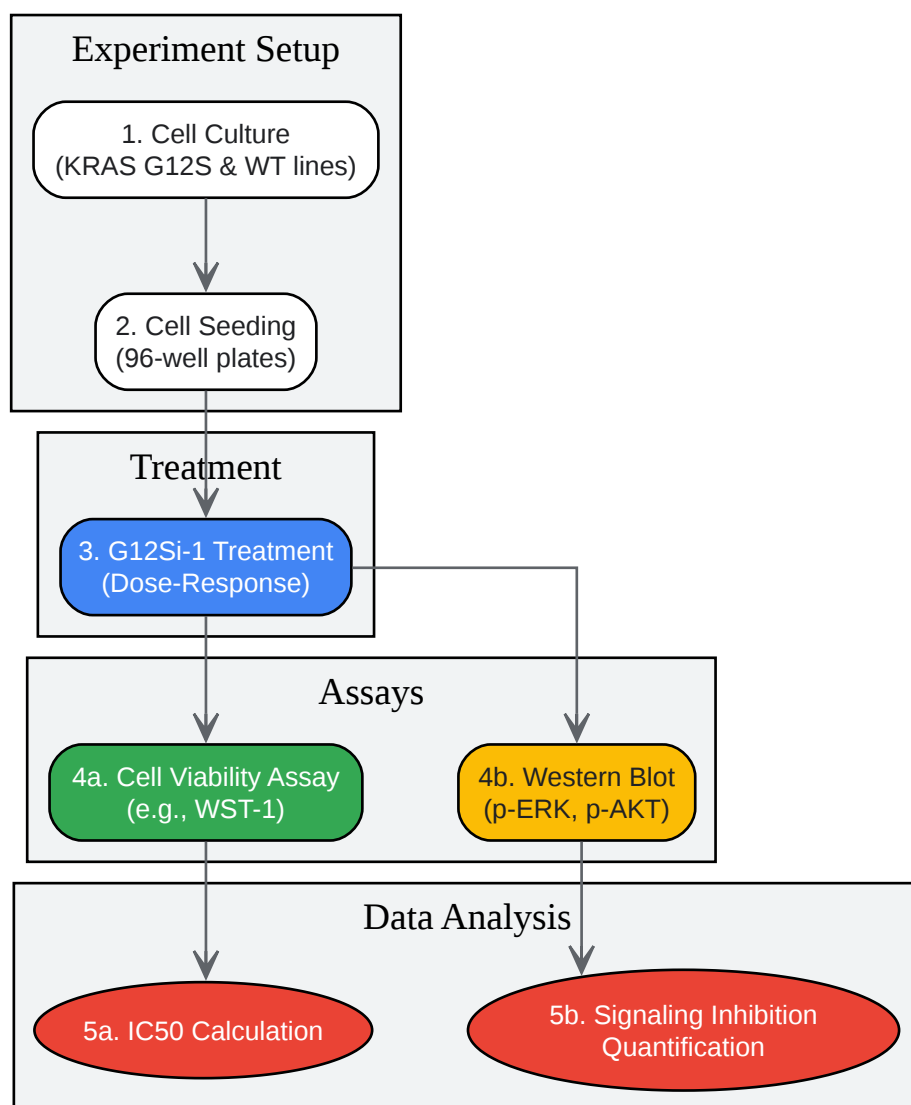 Experiment Setup
1. Cell Culture
(KRAS G12S & WT lines)
2. Cell Seeding
(96-well plates)
Treatment
3. G12Si-1 Treatment
(Dose-Response)
Assays
4a. Cell Viability Assay
(e.g., WST-1)
4b. Western Blot
(p-ERK, p-AKT)
Data Analysis
5a. IC50 Calculation
5b. Signaling Inhibition
Quantification